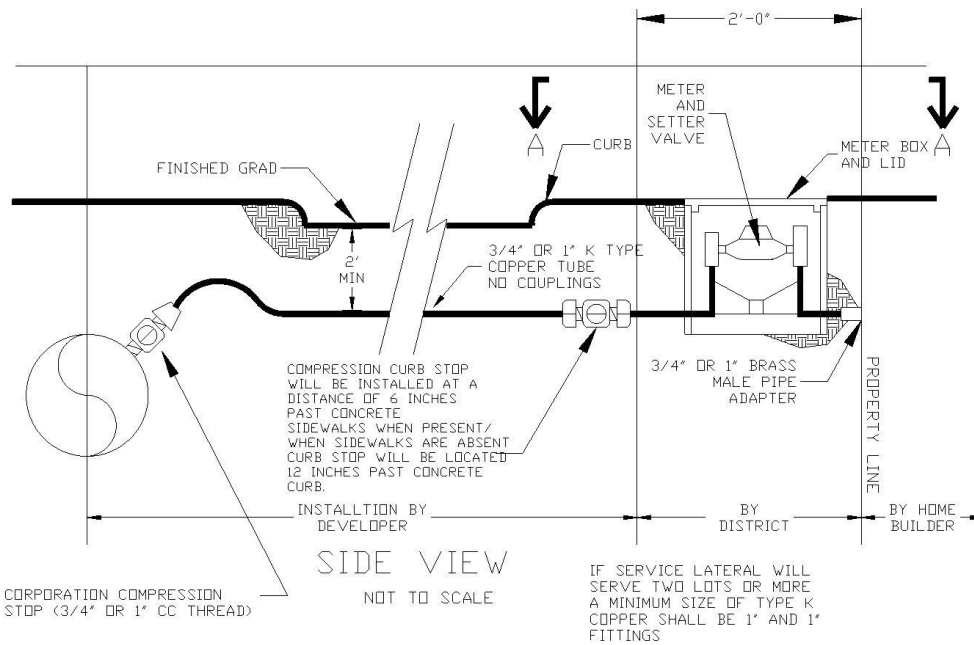 2'-0"
METER
AND
SETTER
VALVE
A
CURB
METER BOX
AND LID
A
FINISHED GRAD
2'
MIN
3/4" OR 1" K TYPE
COPPER TUBE
NO COUPLINGS
COMPRESSION CURB STOP
WILL BE INSTALLED AT A
DISTANCE OF 6 INCHES
PAST CONCRETE
SIDEWALKS WHEN PRESENT/
WHEN SIDEWALKS ARE ABSENT
CURB STOP WILL BE LOCATED
12 INCHES PAST CONCRETE
CURB.
3/4" OR 1" BRASS
MALE PIPE
ADAPTER
PROPERTY LINE
INSTALLTION BY
DEVELOPER
BY
DISTRICT
BY HOME
BUILDER
SIDE VIEW
NOT TO SCALE
CORPORATION COMPRESSION
STOP (3/4" OR 1" CC THREAD)
IF SERVICE LATERAL WILL
SERVE TWO LOTS OR MORE
A MINIMUM SIZE OF TYPE K
COPPER SHALL BE 1" AND 1"
FITTINGS